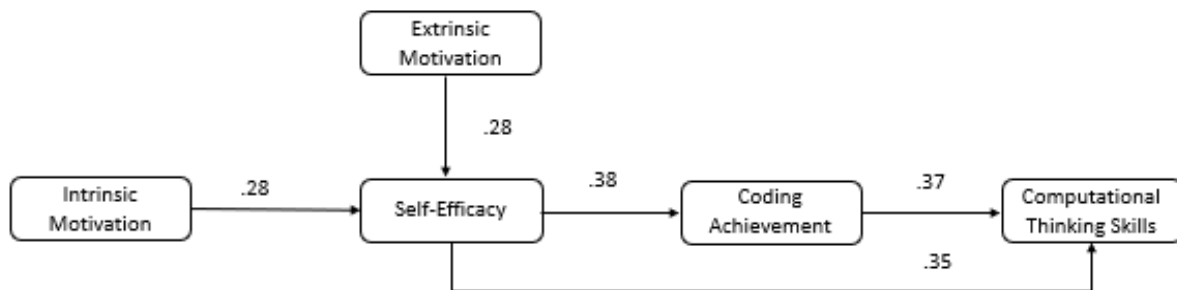 Extrinsic
Motivation
.28
Intrinsic
Motivation
.28
Self-Efficacy
.38
Coding
Achievement
.37
Computational
Thinking Skills
.35